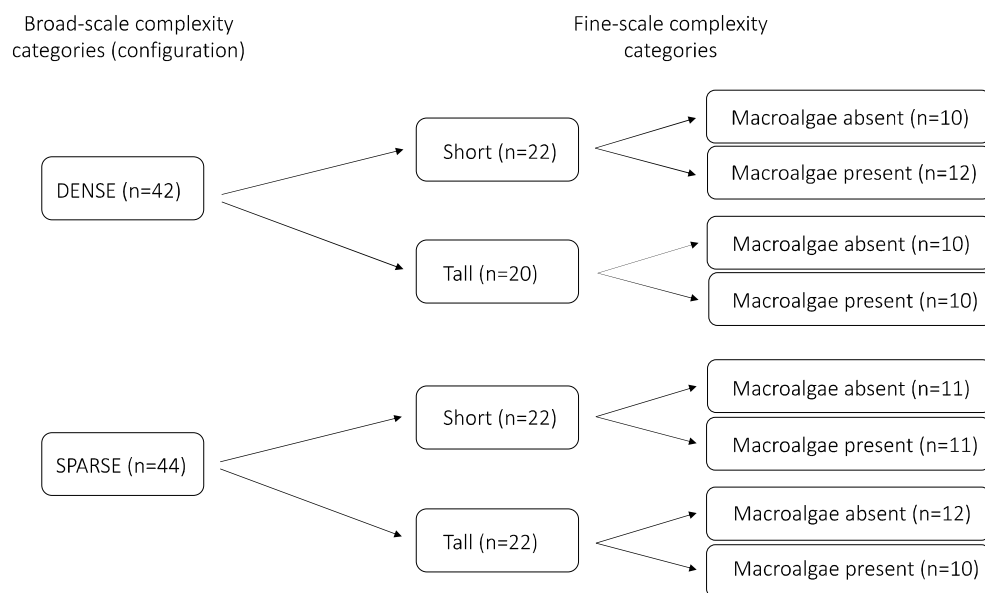 Broad-scale complexity
categories (configuration)
Fine-scale complexity
categories
DENSE (n=42)
Short (n=22)
Macroalgae absent (n=10)
Macroalgae present (n=12)
Tall (n=20)
Macroalgae absent (n=10)
Macroalgae present (n=10)
SPARSE (n=44)
Short (n=22)
Macroalgae absent (n=11)
Macroalgae present (n=11)
Tall (n=22)
Macroalgae absent (n=12)
Macroalgae present (n=10)